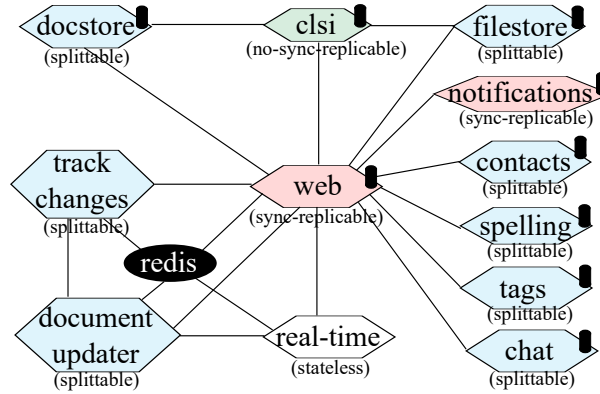 docstore
(splittable)
clsi
(no-sync-replicable)
filestore
(splittable)
notifications
(sync-replicable)
track
changes
(splittable)
web
(sync-replicable)
contacts
(splittable)
spelling
(splittable)
redis
tags
(splittable)
document
updater
(splittable)
real-time
(stateless)
chat
(splittable)